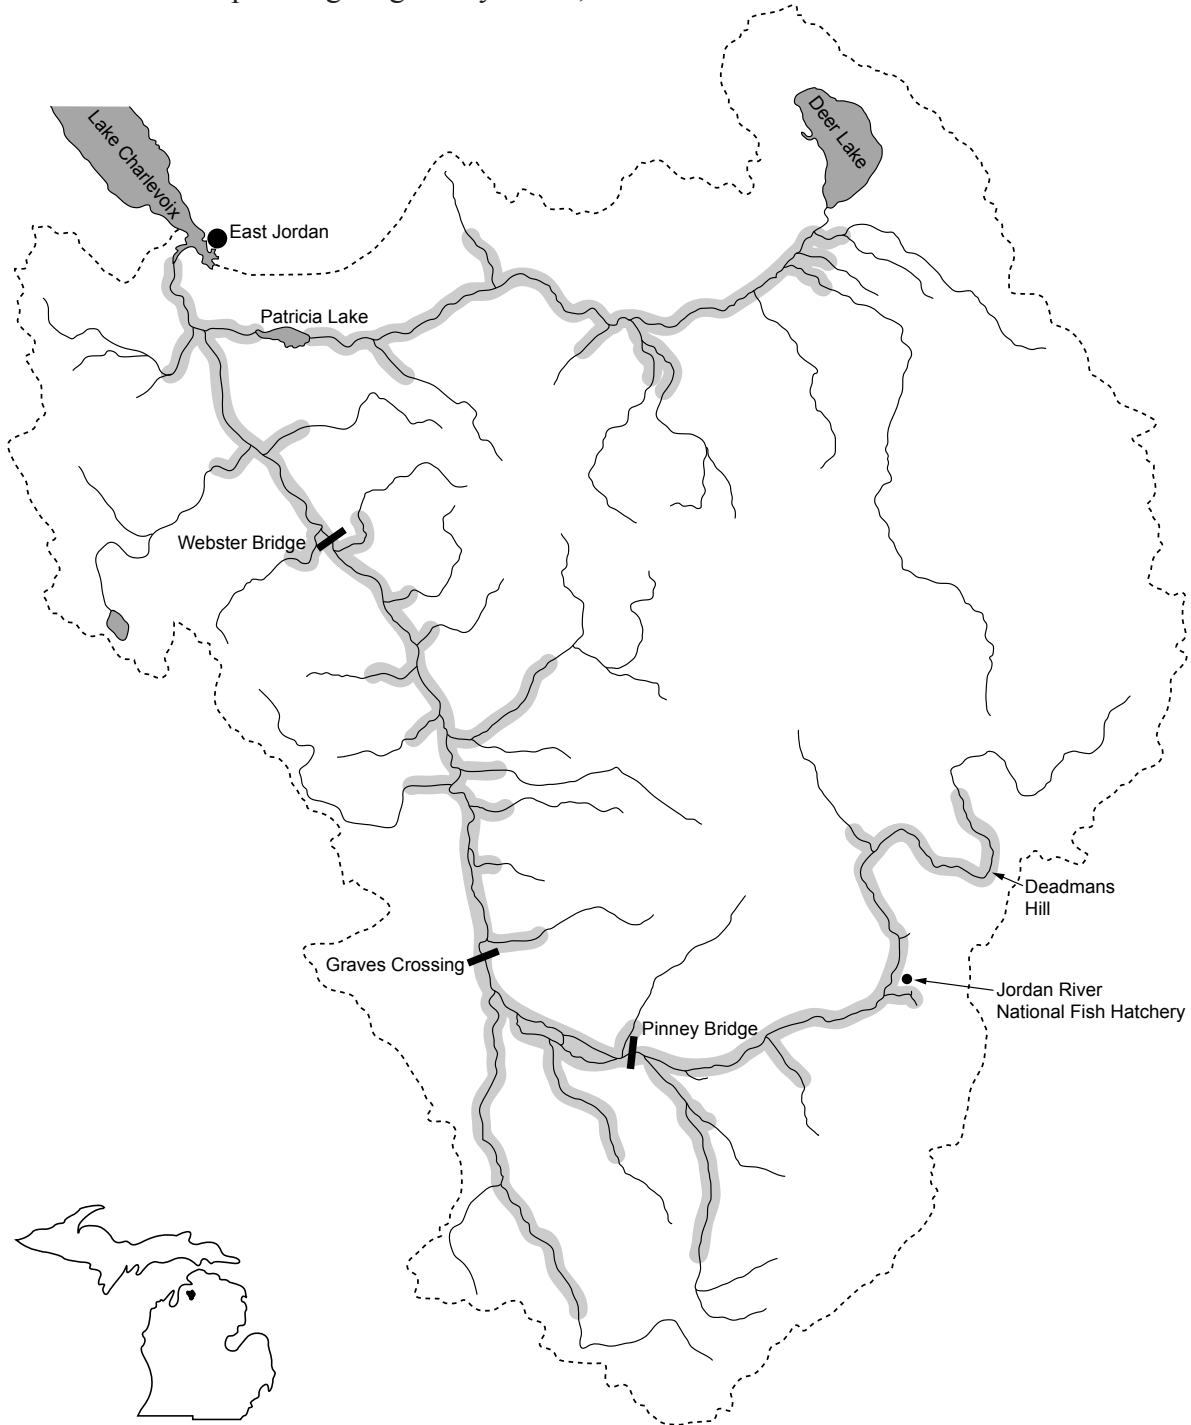 Deer Lake
Lake Charlevoix
East Jordan
Patricia Lake
Webster Bridge
Deadmans
Hill
Graves Crossing
Jordan River
National Fish Hatchery
Pinney Bridge